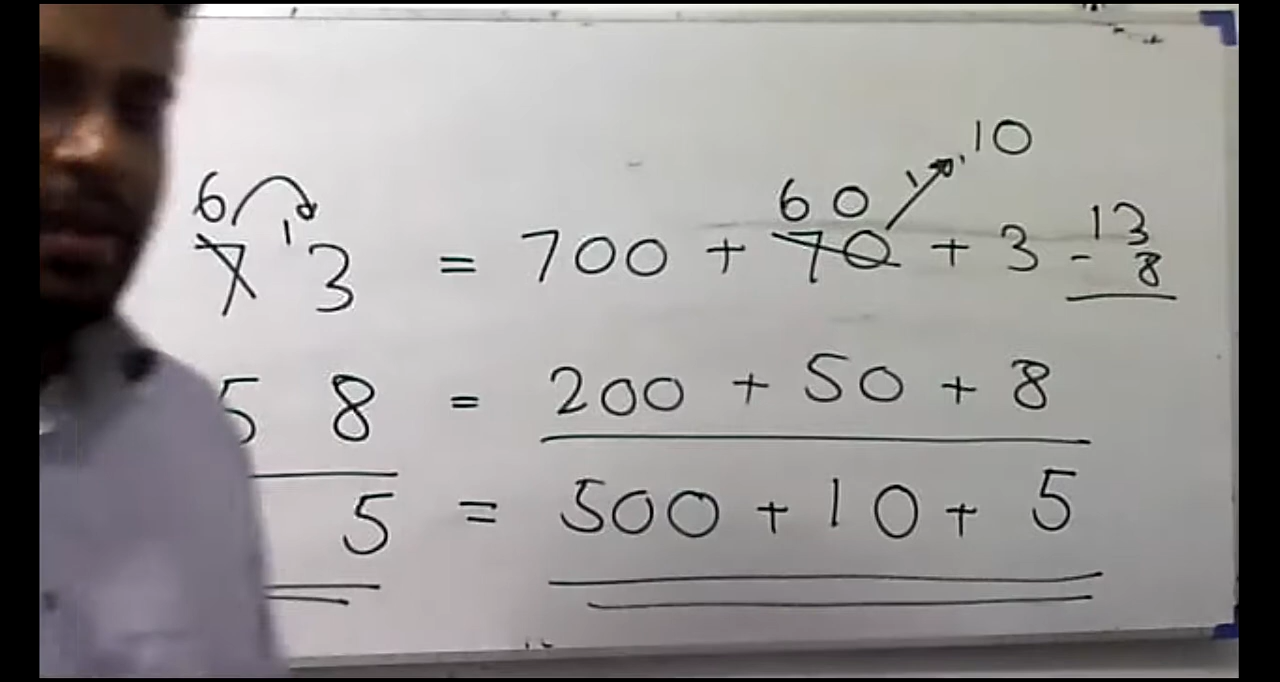 10
6 60 13
7 1 3 = 700 + 70 + 3 - 8
5 8 = 200 + 50 + 8
5 = 500 + 10 + 5